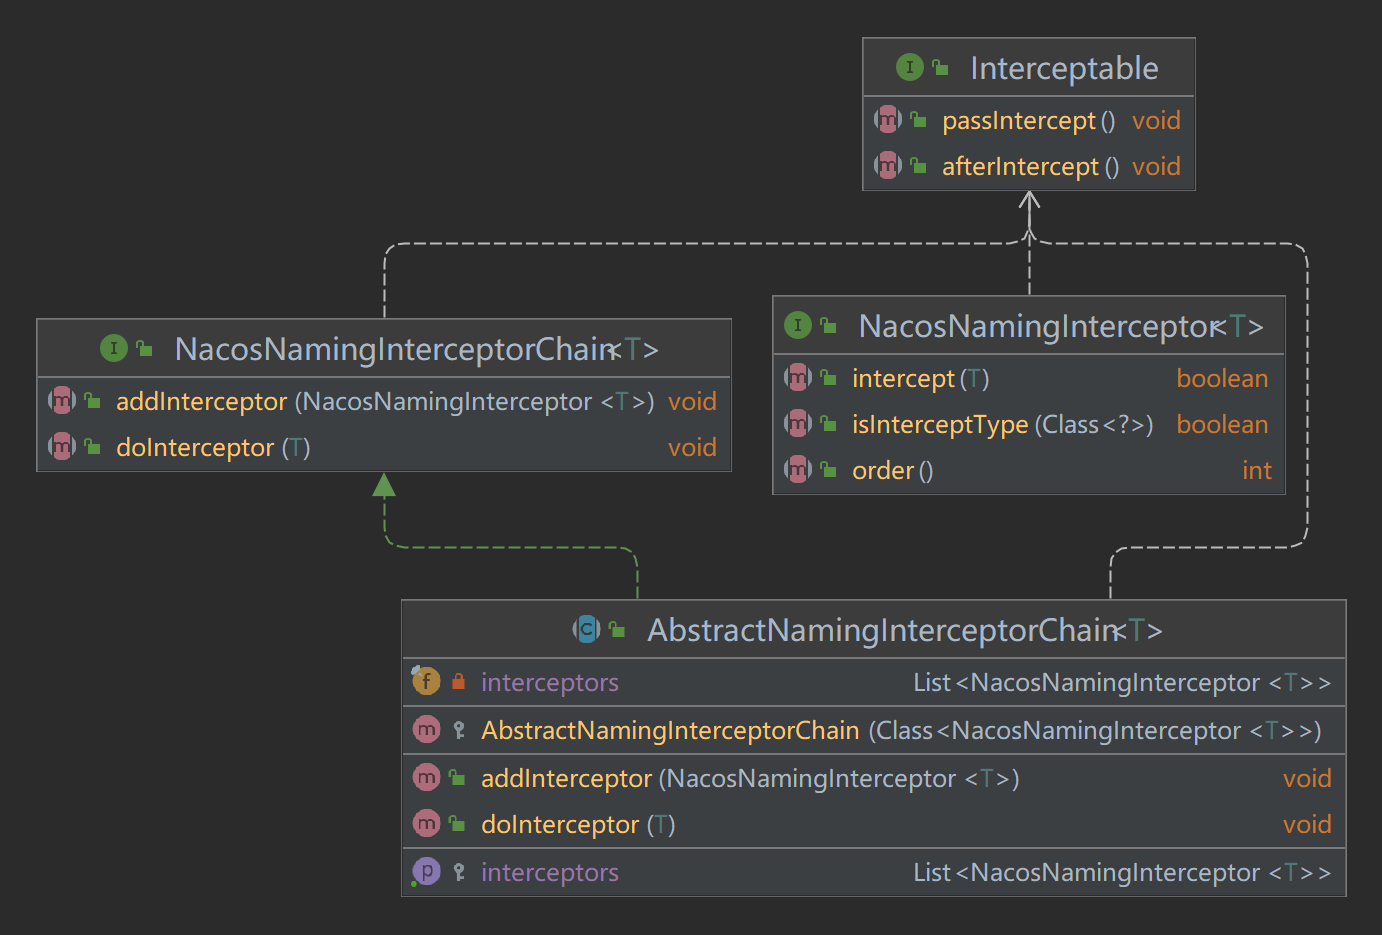 I Interceptable
m passIntercept () void
m afterIntercept () void
I NacosNamingInterceptorChain<T>
m addInterceptor (NacosNamingInterceptor <T>) void
m doInterceptor (T) void
I NacosNamingInterceptor<T>
m intercept (T) boolean
m isInterceptType (Class<?>) boolean
m order () int
C AbstractNamingInterceptorChain<T>
f interceptors List<NacosNamingInterceptor <T>>
m AbstractNamingInterceptorChain (Class<NacosNamingInterceptor <T>>)
m addInterceptor (NacosNamingInterceptor <T>) void
m doInterceptor (T) void
p interceptors List<NacosNamingInterceptor <T>>